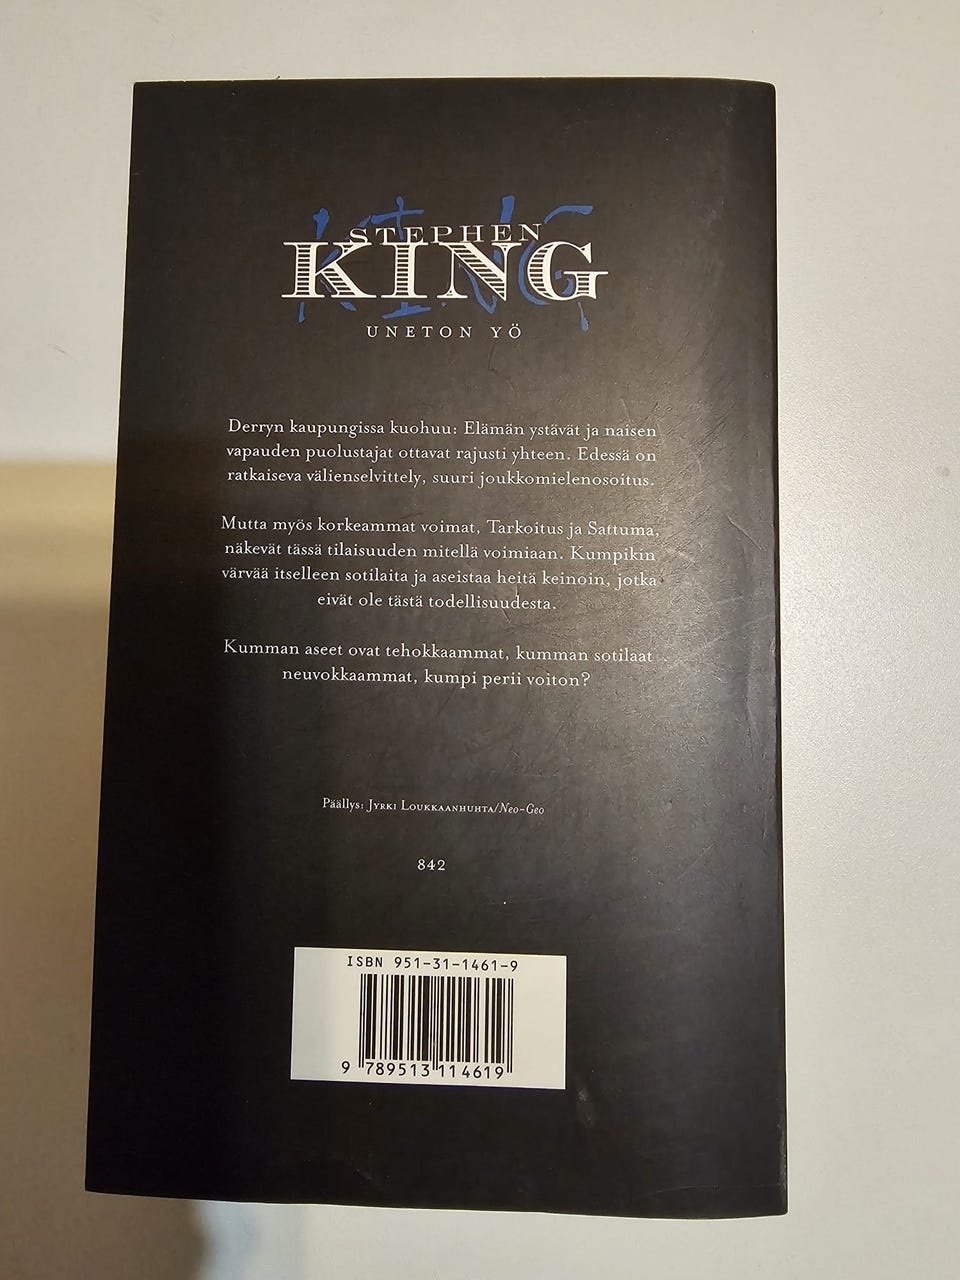 STEPHEN
KING
UNETON YÖ
Derryn kaupungissa kuohuu: Elämän ystävät ja naisen
vapauden puolustajat ottavat rajusti yhteen. Edessä on
ratkaiseva välienselvittely, suuri joukkomielenosoitus.
Mutta myös korkeammat voimat, Tarkoitus ja Sattuma,
näkevät tässä tilaisuuden mitellä voimiaan. Kumpikin
värvää itselleen sotilaita ja aseistaa heitä keinoin, jotka
eivät ole tästä todellisuudesta.
Kumman aseet ovat tehokkaammat, kumman sotilaat
neuvokkaammat, kumpi perii voiton?
Päällys: Jyrki Loukkaanhuhta/Neo-Geo
842
ISBN 951-31-1461-9
9 789513 114619